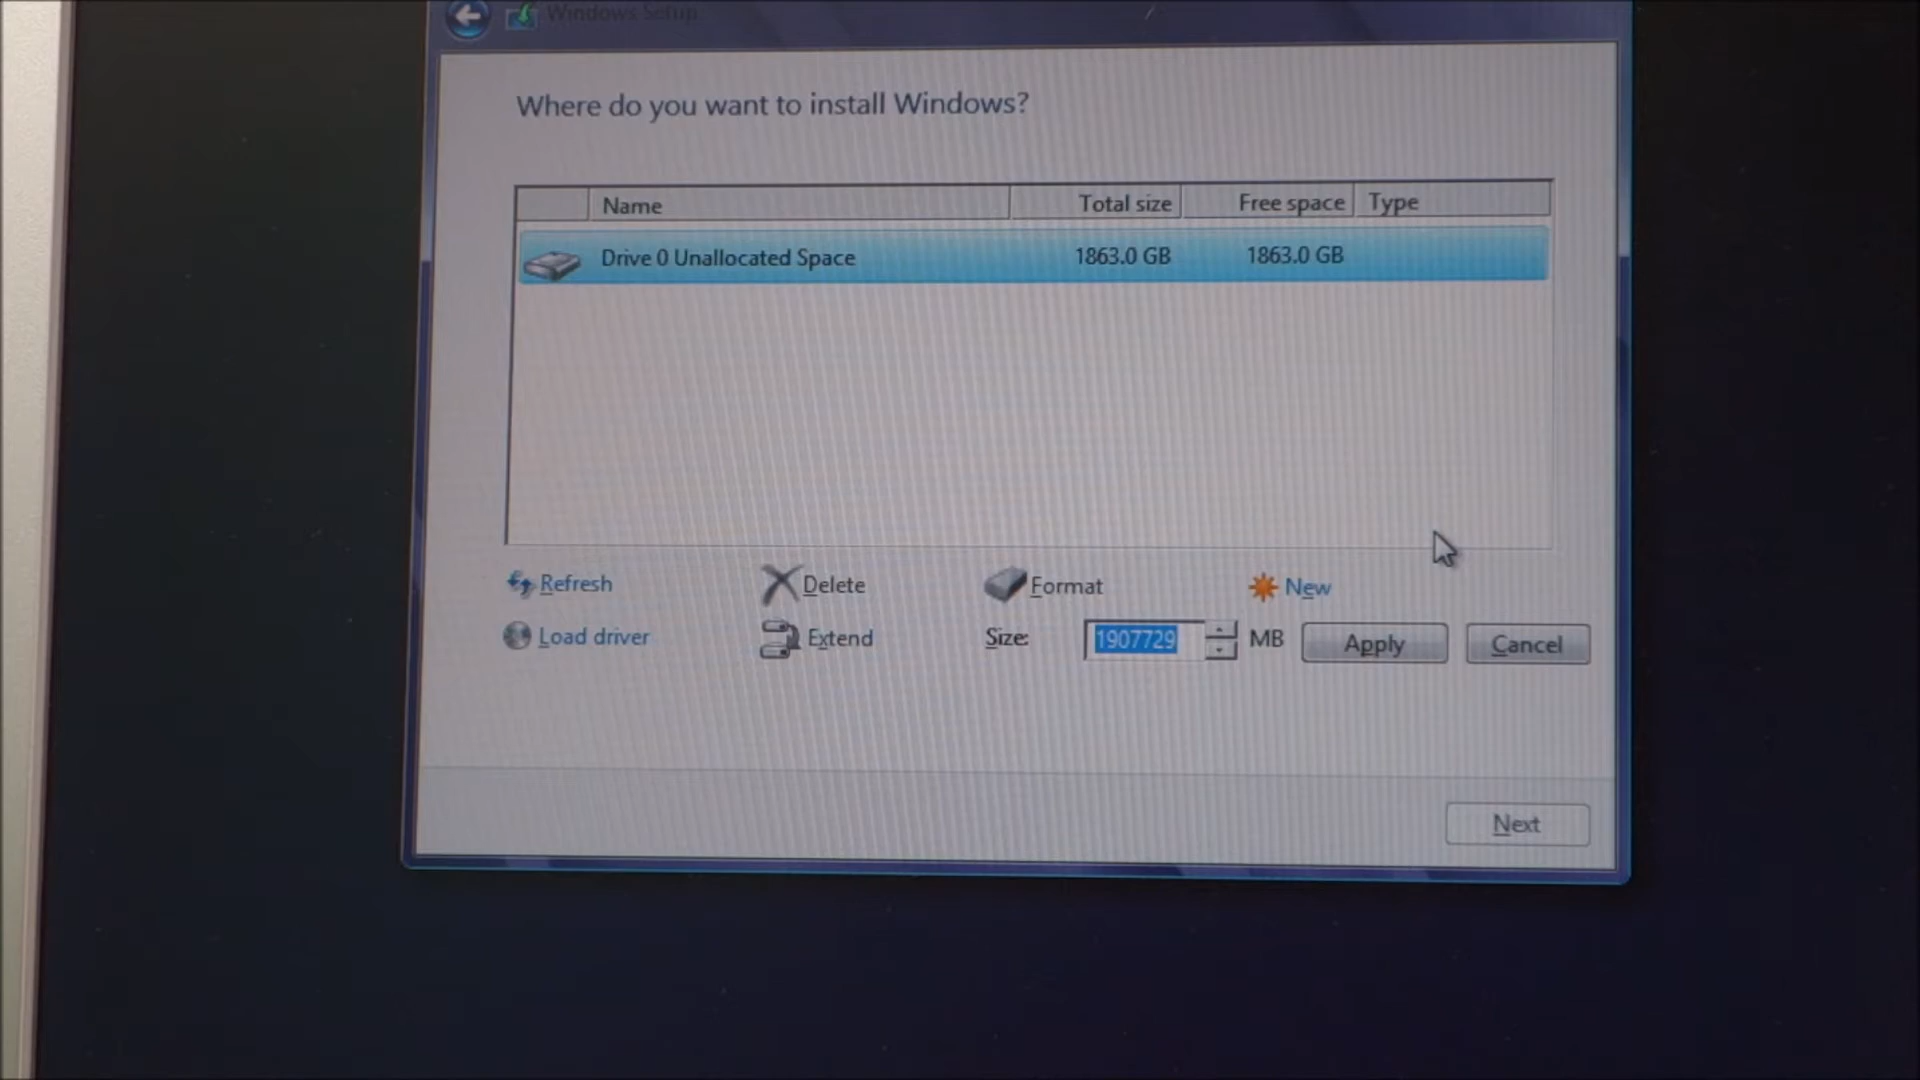 Windows Setup
Where do you want to install Windows?
Name Total size Free space Type
Drive 0 Unallocated Space 1863.0 GB 1863.0 GB
Refresh Delete Format New
Load driver Extend Size: 1907729 MB Apply Cancel
Next